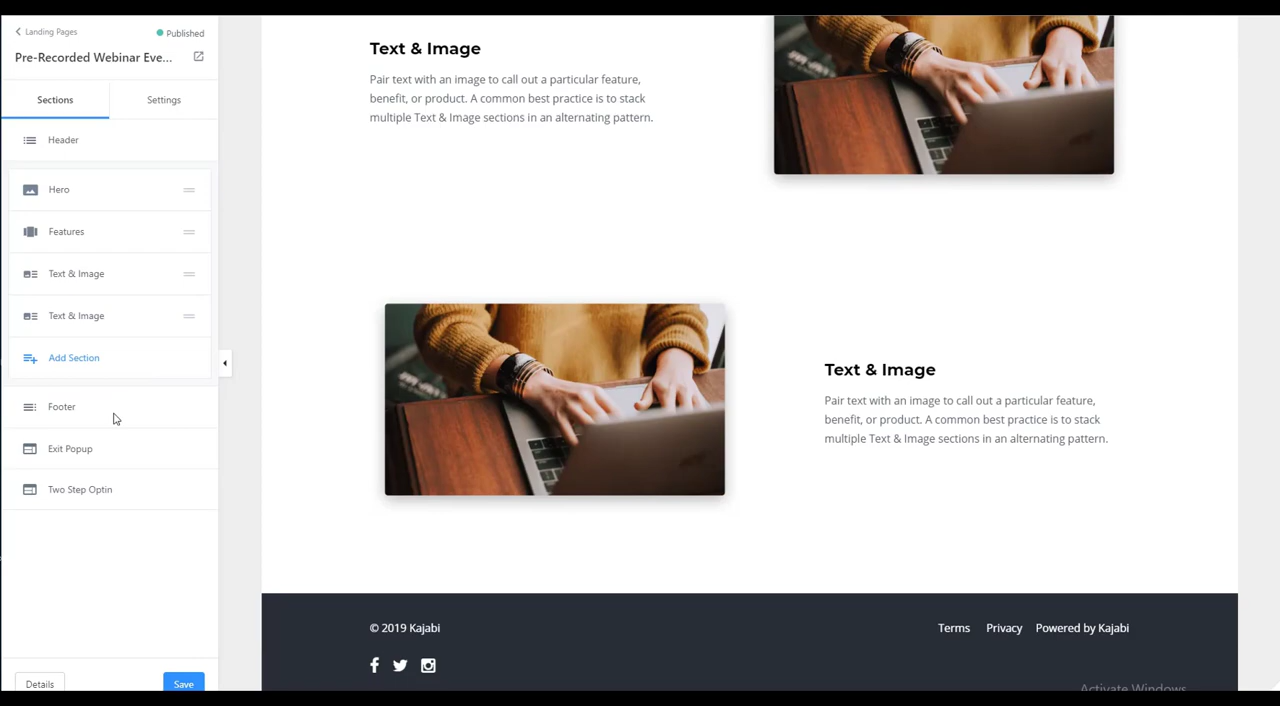 Landing Pages
Published
Pre-Recorded Webinar Eve...
Sections
Settings
Header
Hero
Features
Text & Image
Text & Image
Add Section
Footer
Exit Popup
Two Step Optin
Details
Save
Text & Image
Pair text with an image to call out a particular feature,
benefit, or product. A common best practice is to stack
multiple Text & Image sections in an alternating pattern.
Text & Image
Pair text with an image to call out a particular feature,
benefit, or product. A common best practice is to stack
multiple Text & Image sections in an alternating pattern.
© 2019 Kajabi
Terms
Privacy
Powered by Kajabi
Activate Windows